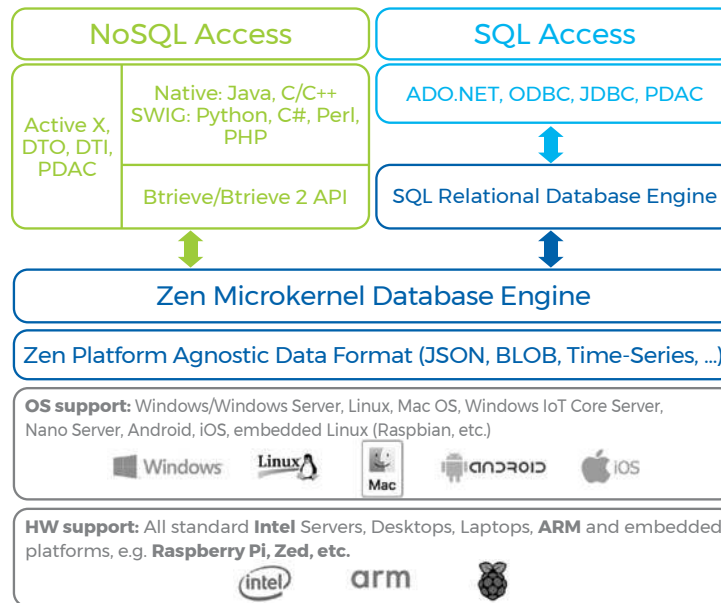 NoSQL Access
SQL Access
Active X,
DTO, DTI,
PDAC
Native: Java, C/C++
SWIG: Python, C#, Perl,
PHP
Btrieve/Btrieve 2 API
ADO.NET, ODBC, JDBC, PDAC
SQL Relational Database Engine
Zen Microkernel Database Engine
Zen Platform Agnostic Data Format (JSON, BLOB, Time-Series, ...)
OS support: Windows/Windows Server, Linux, Mac OS, Windows IoT Core Server,
Nano Server, Android, iOS, embedded Linux (Raspbian, etc.)
Windows
Linux
Mac
ANDROID
iOS
HW support: All standard Intel Servers, Desktops, Laptops, ARM and embedded
platforms, e.g. Raspberry Pi, Zed, etc.
intel
arm